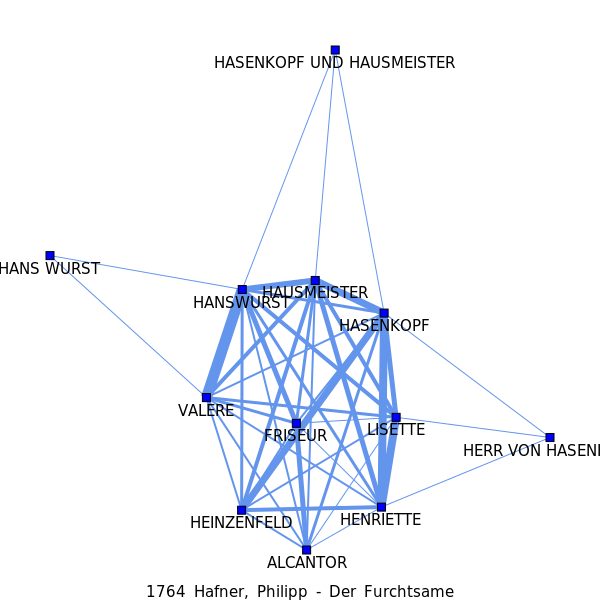 HASENKOPF UND HAUSMEISTER
HANS WURST
HAUSMEISTER
HANSWURST
HASENKOPF
VALERE
LISETTE
FRISEUR
HERR VON HASEN
HENRIETTE
HEINZENFELD
ALCANTOR
1764 Hafner, Philipp - Der Furchtsame